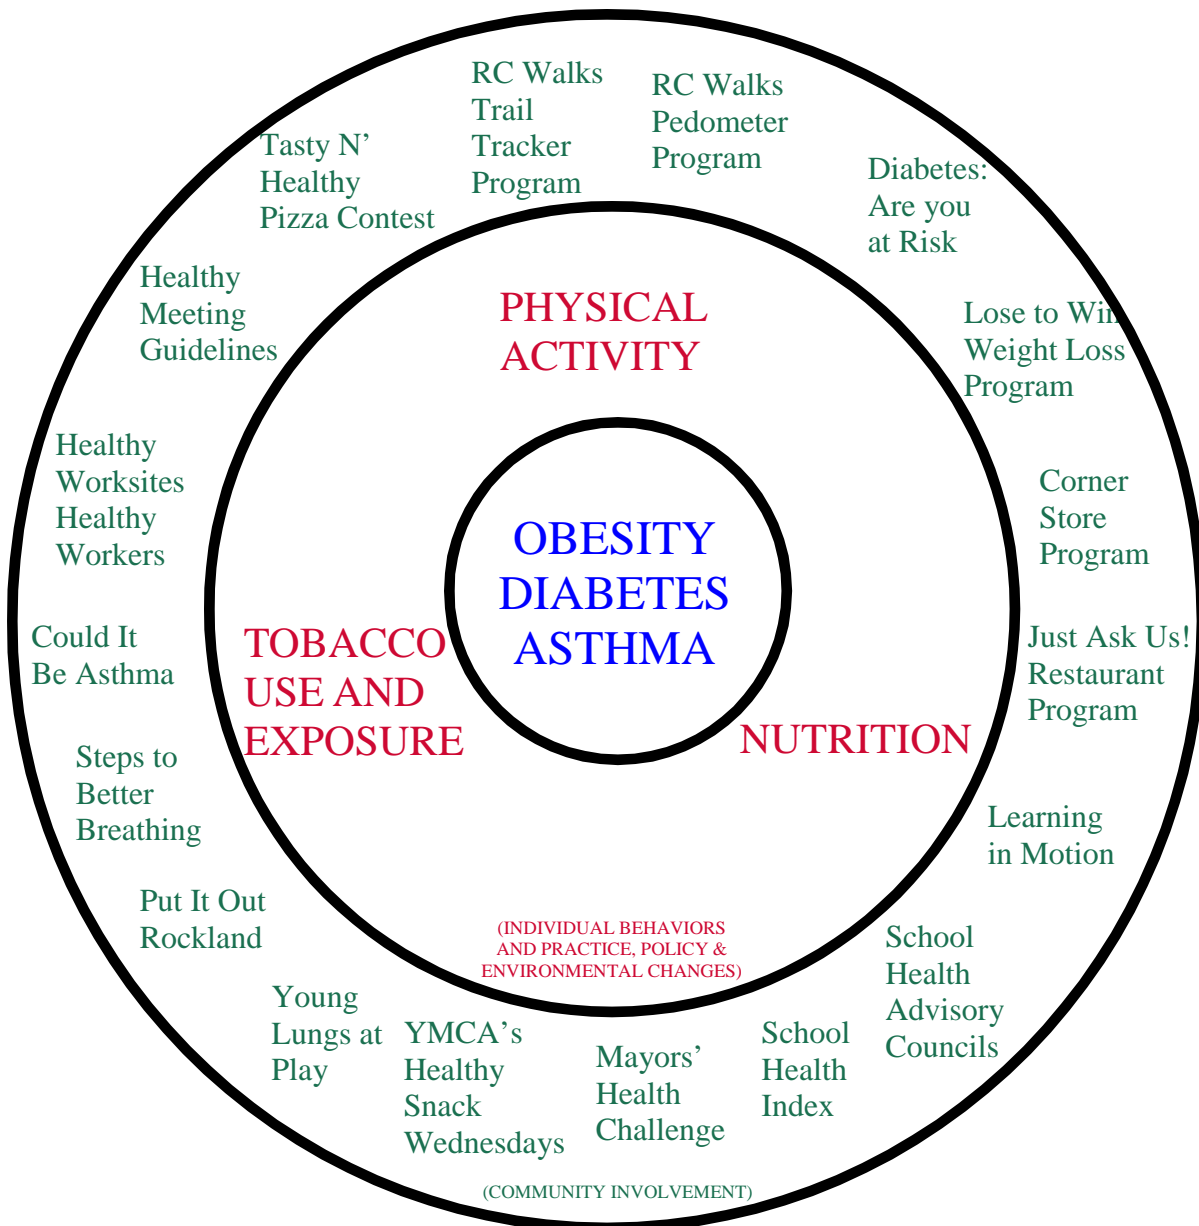 RC Walks
Trail
Tracker
Program
RC Walks
Pedometer
Program
Tasty N’
Healthy
Pizza Contest
Diabetes:
Are you
at Risk
Healthy
Meeting
Guidelines
Lose to Win
Weight Loss
Program
PHYSICAL
ACTIVITY
Healthy
Worksites
Healthy
Workers
Corner
Store
Program
OBESITY
DIABETES
ASTHMA
Could It
Be Asthma
TOBACCO
USE AND
EXPOSURE
NUTRITION
Just Ask Us!
Restaurant
Program
Steps to
Better
Breathing
Learning
in Motion
Put It Out
Rockland
(INDIVIDUAL BEHAVIORS
AND PRACTICE, POLICY &
ENVIRONMENTAL CHANGES)
School
Health
Advisory
Councils
Young
Lungs at
Play
YMCA’s
Healthy
Snack
Wednesdays
Mayors’
Health
Challenge
School
Health
Index
(COMMUNITY INVOLVEMENT)